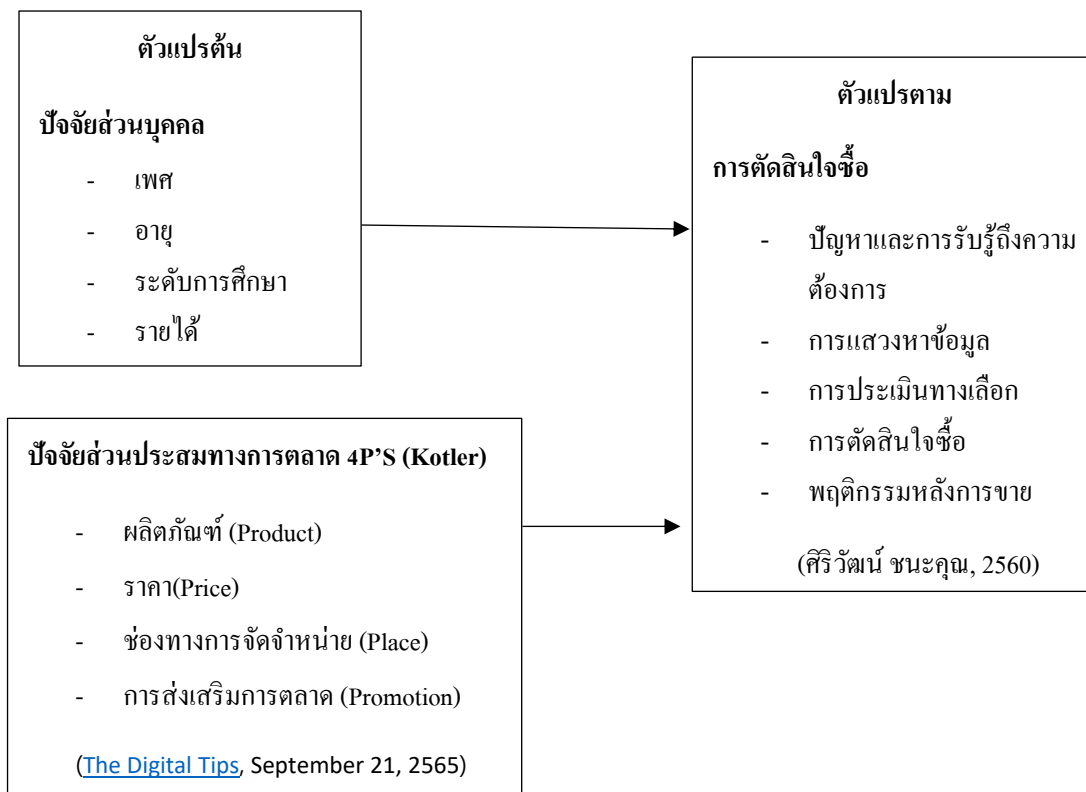 ตัวแปรต้น
ปัจจัยส่วนบุคคล
- เพศ
- อายุ
- ระดับการศึกษา
- รายได้
ปัจจัยส่วนประสมทางการตลาด 4P’S (Kotler)
- ผลิตภัณฑ์ (Product)
- ราคา(Price)
- ช่องทางการจัดจำหน่าย (Place)
- การส่งเสริมการตลาด (Promotion)
(The Digital Tips, September 21, 2565)
ตัวแปรตาม
การตัดสินใจซื้อ
- ปัญหาและการรับรู้ถึงความ
ต้องการ
- การแสวงหาข้อมูล
- การประเมินทางเลือก
- การตัดสินใจซื้อ
- พฤติกรรมหลังการขาย
(ศิริวัฒน์ ชนะคุณ, 2560)